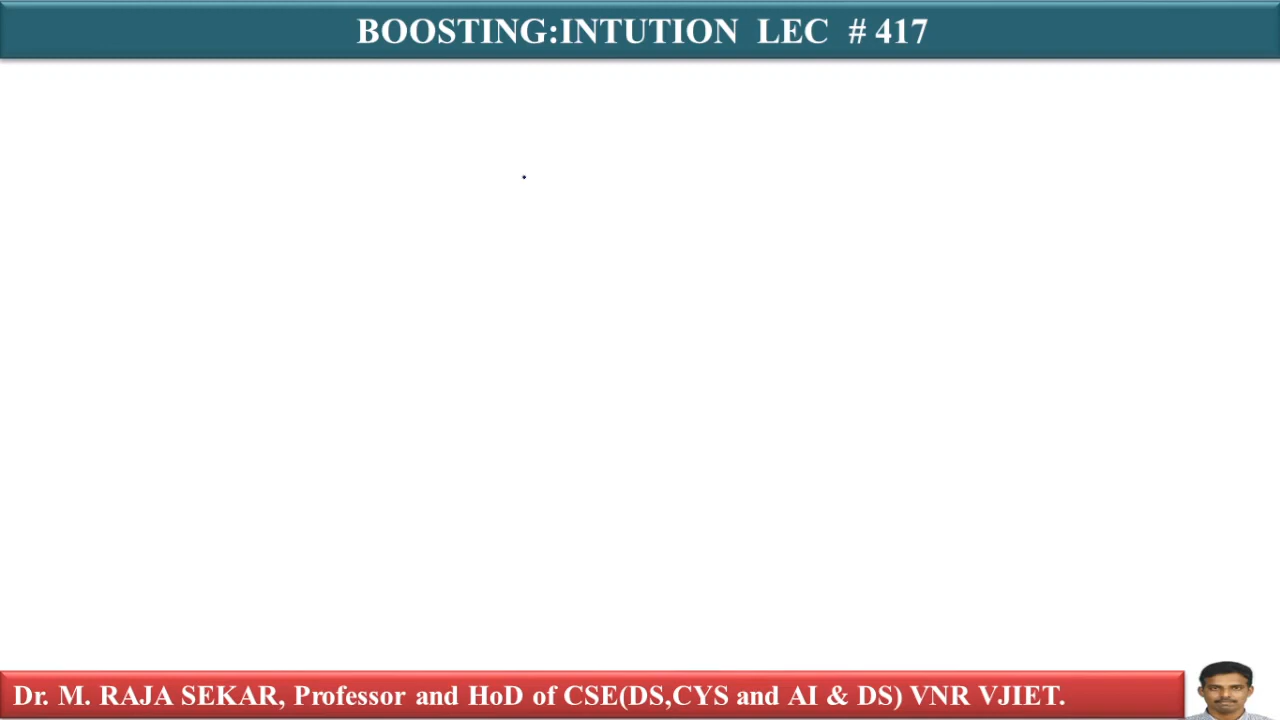 BOOSTING:INTUTION LEC # 417
Dr. M. RAJA SEKAR, Professor and HoD of CSE(DS,CYS and AI & DS) VNR VJIET.